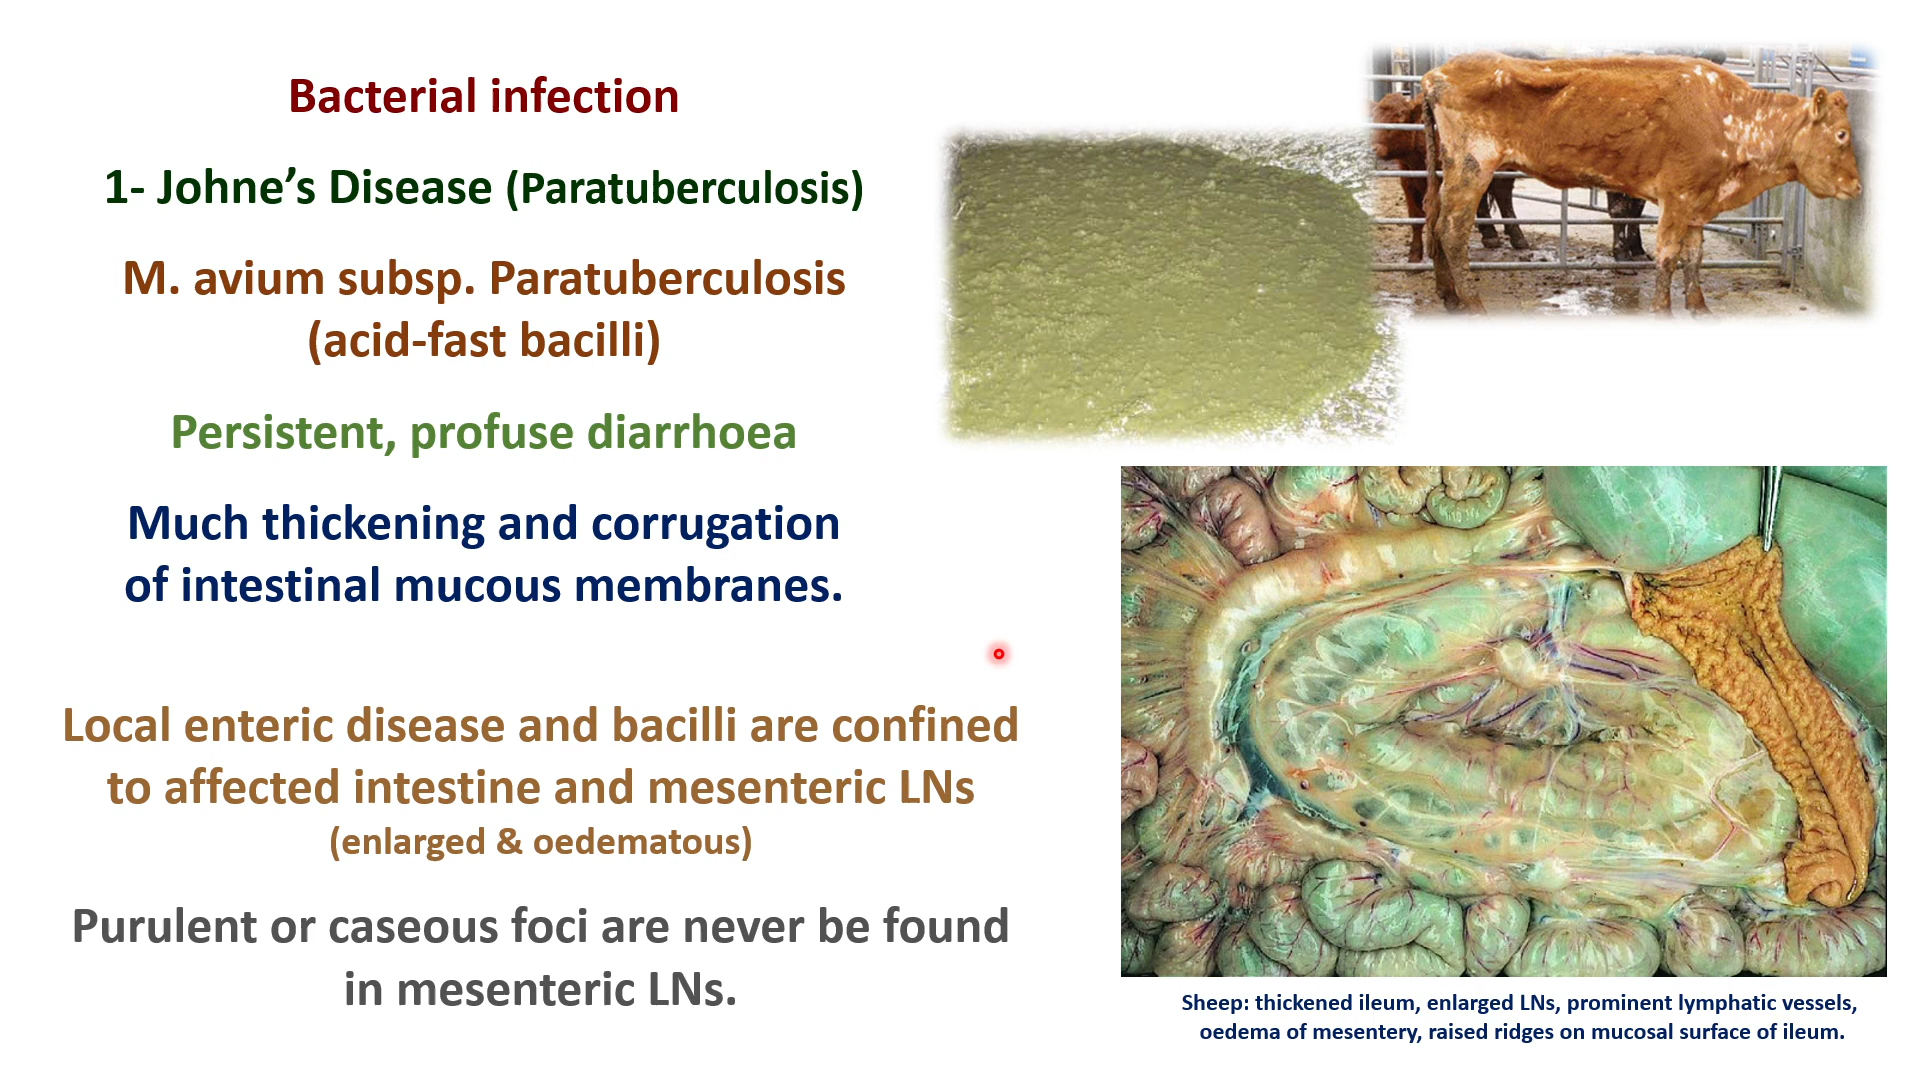 Bacterial infection
1- Johne’s Disease (Paratuberculosis)
M. avium subsp. Paratuberculosis
(acid-fast bacilli)
Persistent, profuse diarrhoea
Much thickening and corrugation
of intestinal mucous membranes.
Local enteric disease and bacilli are confined
to affected intestine and mesenteric LNs
(enlarged & oedematous)
Purulent or caseous foci are never be found
in mesenteric LNs.
Sheep: thickened ileum, enlarged LNs, prominent lymphatic vessels,
oedema of mesentery, raised ridges on mucosal surface of ileum.